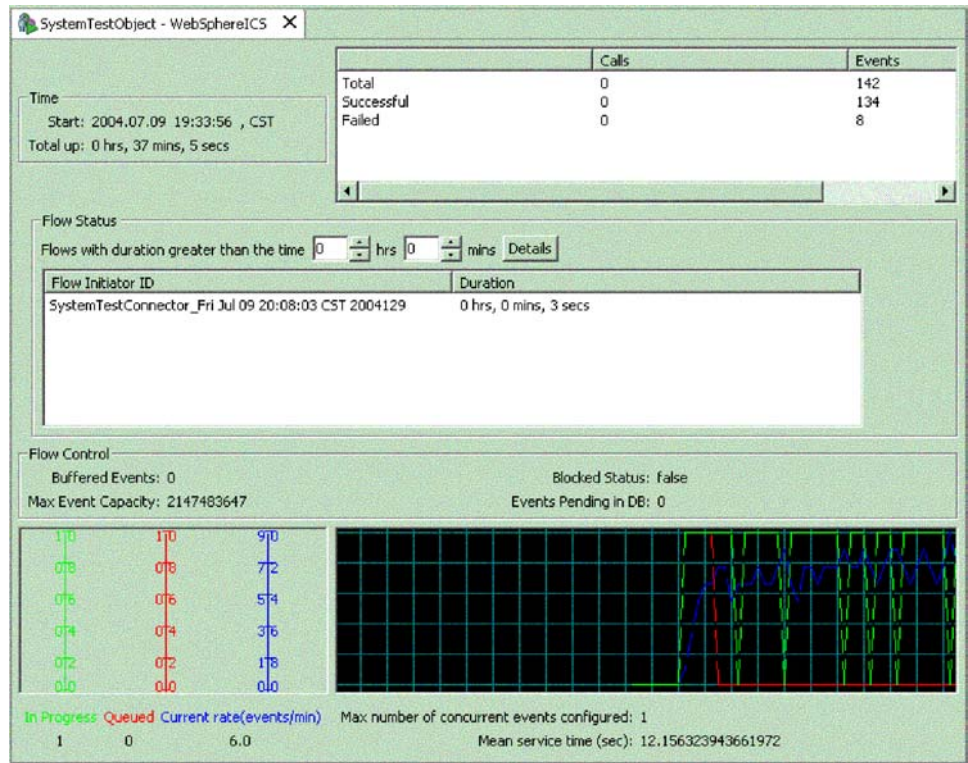 SystemTestObject - WebSphereICS X
Calls Events
Total 0 142
Successful 0 134
Failed 0 8
Time
Start: 2004.07.09 19:33:56 , CST
Total up: 0 hrs, 37 mins, 5 secs
Flow Status
Flows with duration greater than the time 0 hrs 0 mins Details
Flow Initiator ID Duration
SystemTestConnector_Fri Jul 09 20:08:03 CST 2004129 0 hrs, 0 mins, 3 secs
Flow Control
Buffered Events: 0 Blocked Status: false
Max Event Capacity: 2147483647 Events Pending in DB: 0
1.0 1.0 9.0
0.8 0.8 7.2
0.6 0.6 5.4
0.4 0.4 3.6
0.2 0.2 1.8
0.0 0.0 0.0
In Progress Queued Current rate(events/min) Max number of concurrent events configured: 1
1 0 6.0 Mean service time (sec): 12.156323943661972